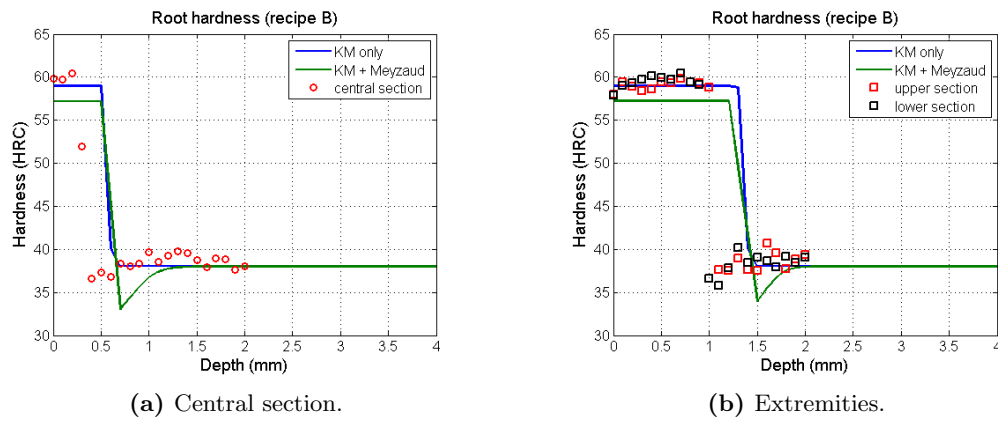 Root hardness (recipe B)
65
60
55
50
45
40
35
30
0
0.5
1
1.5
2
2.5
3
3.5
4
Hardness (HRC)
Depth (mm)
KM only
KM + Meyzaud
central section
(a) Central section.
Root hardness (recipe B)
65
60
55
50
45
40
35
30
0
0.5
1
1.5
2
2.5
3
3.5
4
Hardness (HRC)
Depth (mm)
KM only
KM + Meyzaud
upper section
lower section
(b) Extremities.